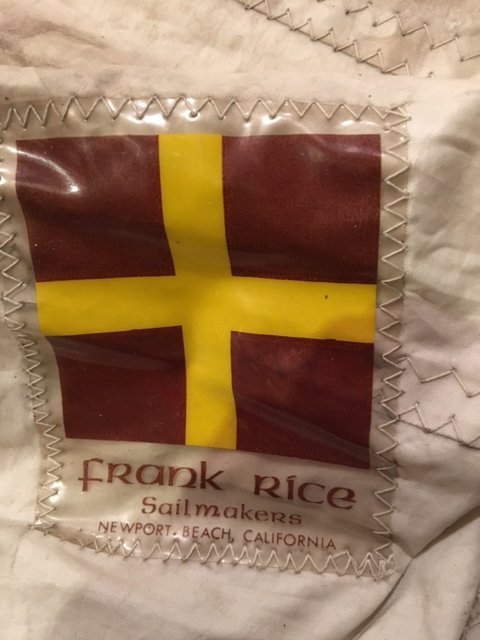 Frank Rice
Sailmakers
NEWPORT BEACH, CALIFORNIA